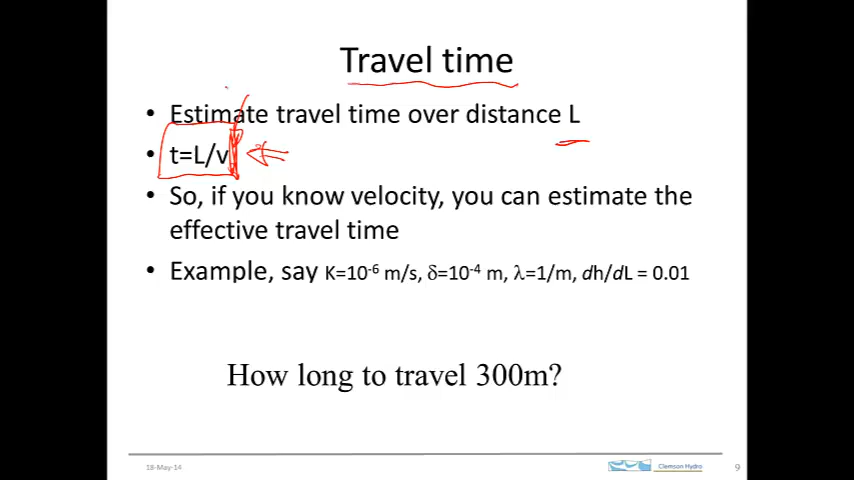 Travel time
• Estimate travel time over distance L
• t=L/v
• So, if you know velocity, you can estimate the
effective travel time
• Example, say K=10⁻⁶ m/s, δ=10⁻⁴ m, λ=1/m, dh/dL = 0.01
How long to travel 300m?
18-May-14
Clemson Hydro
9